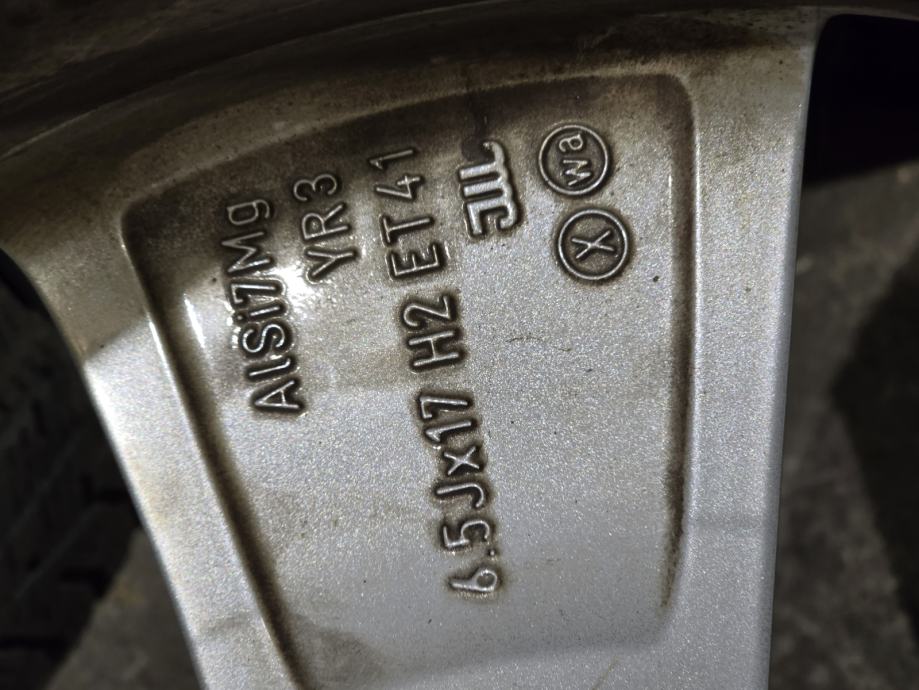 AlSi7Mg
YR3
6.5Jx17 H2 ET41
JWL
wa
X